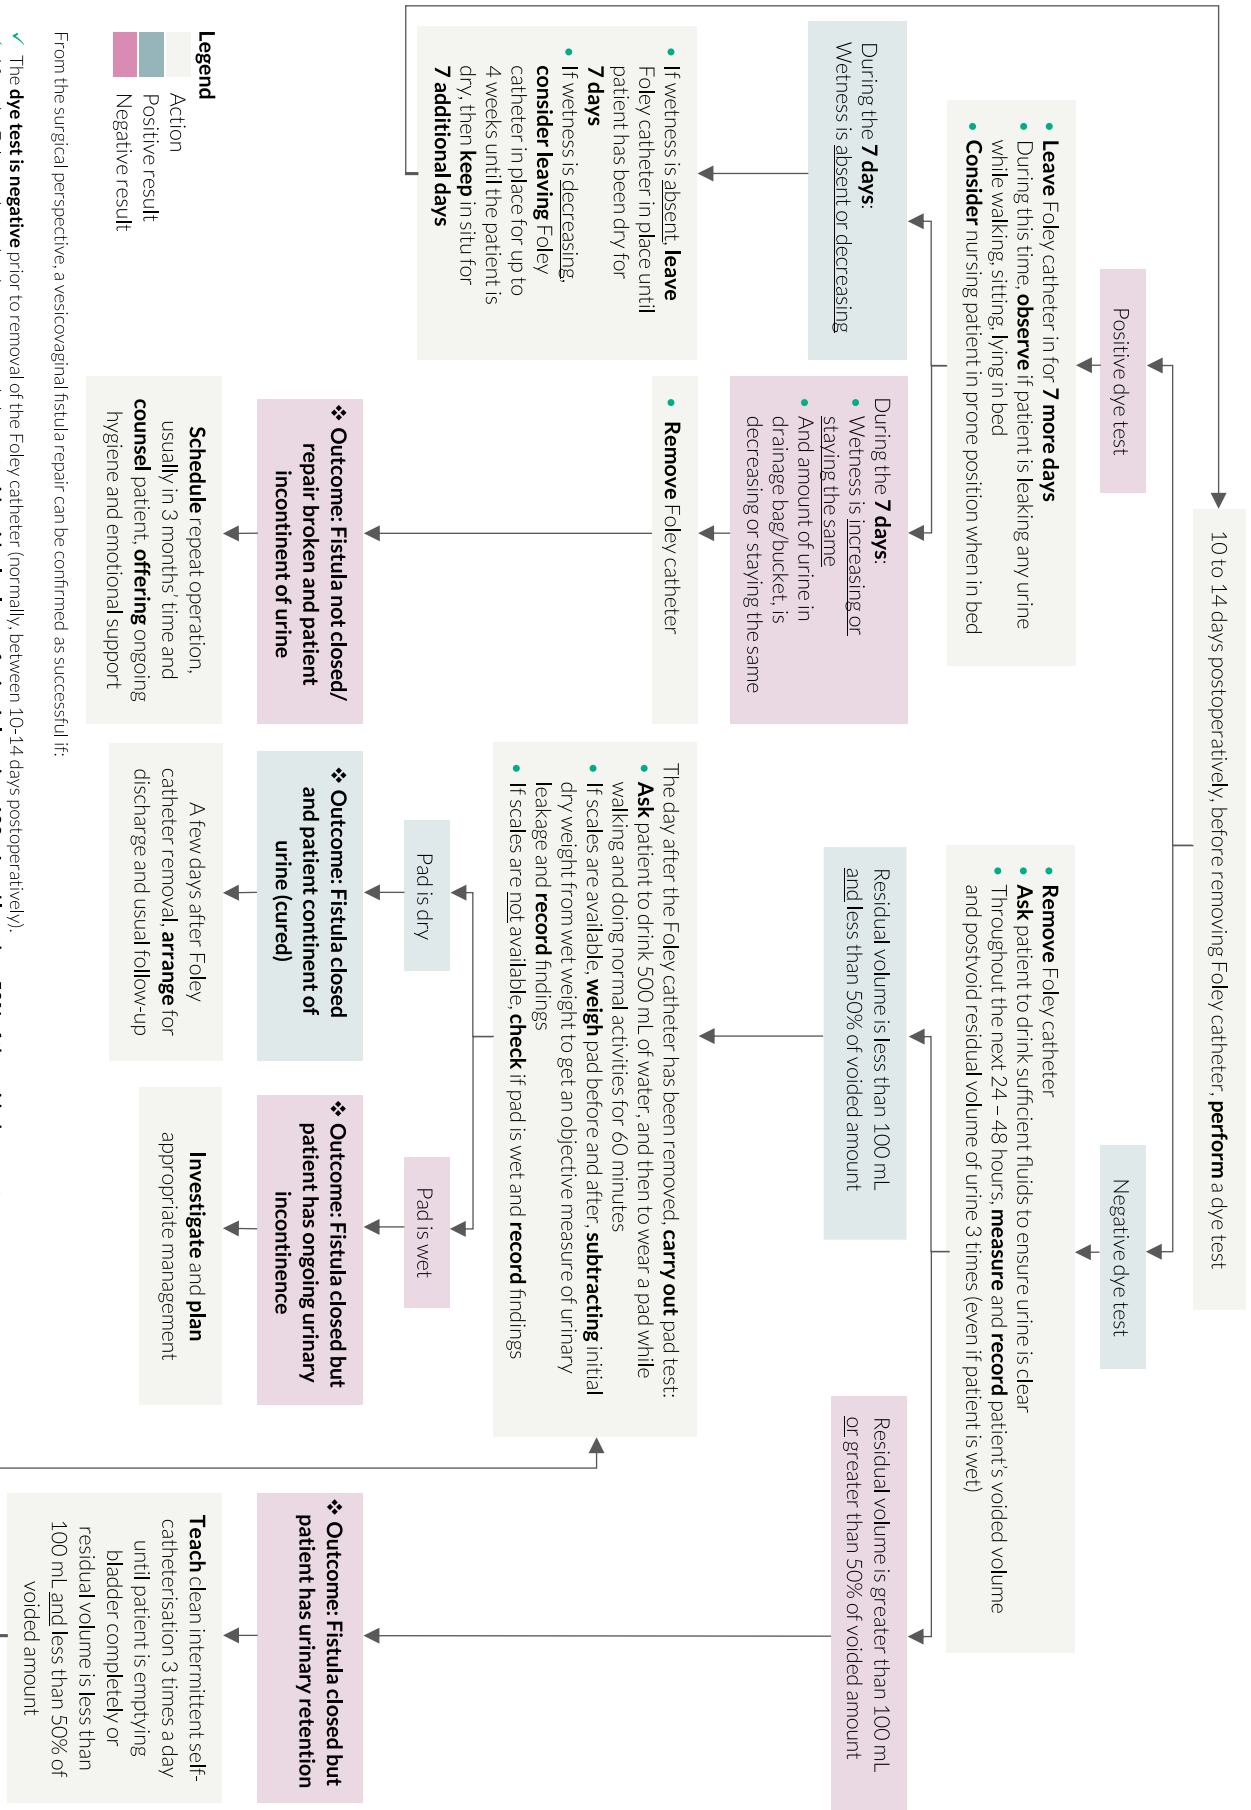 10 to 14 days postoperatively, before removing Foley catheter, perform a dye test
Positive dye test
Negative dye test
• Leave Foley catheter in for 7 more days
• During this time, observe if patient is leaking any urine
while walking, sitting, lying in bed
• Consider nursing patient in prone position when in bed
• Remove Foley catheter
• Ask patient to drink sufficient fluids to ensure urine is clear
• Throughout the next 24 – 48 hours, measure and record patient's voided volume
and postvoid residual volume of urine 3 times (even if patient is wet)
During the 7 days:
Wetness is absent or decreasing
During the 7 days:
• Wetness is increasing or
staying the same
• And amount of urine in
drainage bag/bucket, is
decreasing or staying the same
Residual volume is less than 100 mL
and less than 50% of voided amount
Residual volume is greater than 100 mL
or greater than 50% of voided amount
• If wetness is absent, leave
Foley catheter in place until
patient has been dry for
7 days
• If wetness is decreasing,
consider leaving Foley
catheter in place for up to
4 weeks until the patient is
dry, then keep in situ for
7 additional days
• Remove Foley catheter
The day after the Foley catheter has been removed, carry out pad test:
• Ask patient to drink 500 mL of water, and then to wear a pad while
walking and doing normal activities for 60 minutes
• If scales are available, weigh pad before and after, subtracting initial
dry weight from wet weight to get an objective measure of urinary
leakage and record findings
• If scales are not available, check if pad is wet and record findings
Pad is dry
Pad is wet
❖ Outcome: Fistula not closed/
repair broken and patient
incontinent of urine
❖ Outcome: Fistula closed
and patient continent of
urine (cured)
❖ Outcome: Fistula closed but
patient has ongoing urinary
incontinence
❖ Outcome: Fistula closed but
patient has urinary retention
Schedule repeat operation,
usually in 3 months' time and
counsel patient, offering ongoing
hygiene and emotional support
A few days after Foley
catheter removal, arrange for
discharge and usual follow-up
Investigate and plan
appropriate management
Teach clean intermittent self-
catheterisation 3 times a day
until patient is emptying
bladder completely or
residual volume is less than
100 mL and less than 50% of
voided amount
Legend
Action
Positive result
Negative result
From the surgical perspective, a vesicovaginal fistula repair can be confirmed as successful if:
✓ The dye test is negative prior to removal of the Foley catheter (normally, between 10-14 days postoperatively).